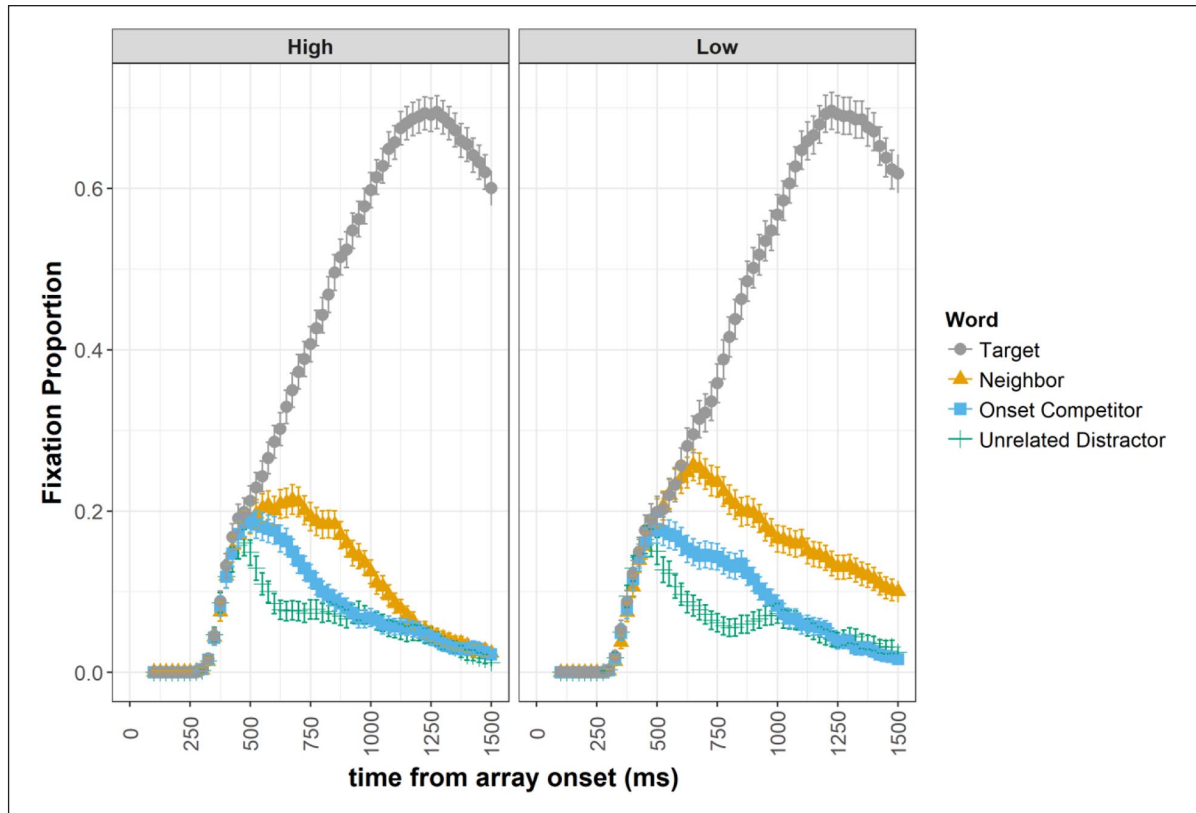 High
Low
Fixation Proportion
0.6
0.4
0.2
0.0
0
250
500
750
1000
1250
1500
0
250
500
750
1000
1250
1500
time from array onset (ms)
Word
Target
Neighbor
Onset Competitor
Unrelated Distractor